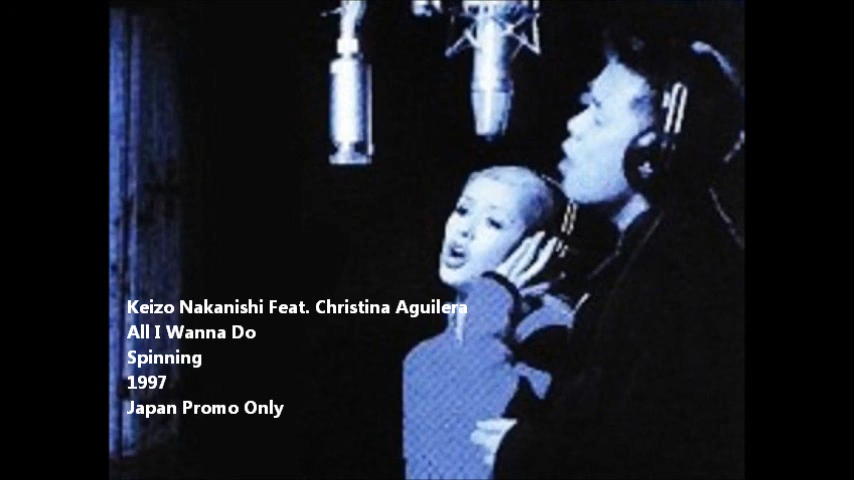 Keizo Nakanishi Feat. Christina Aguilera
All I Wanna Do
Spinning
1997
Japan Promo Only